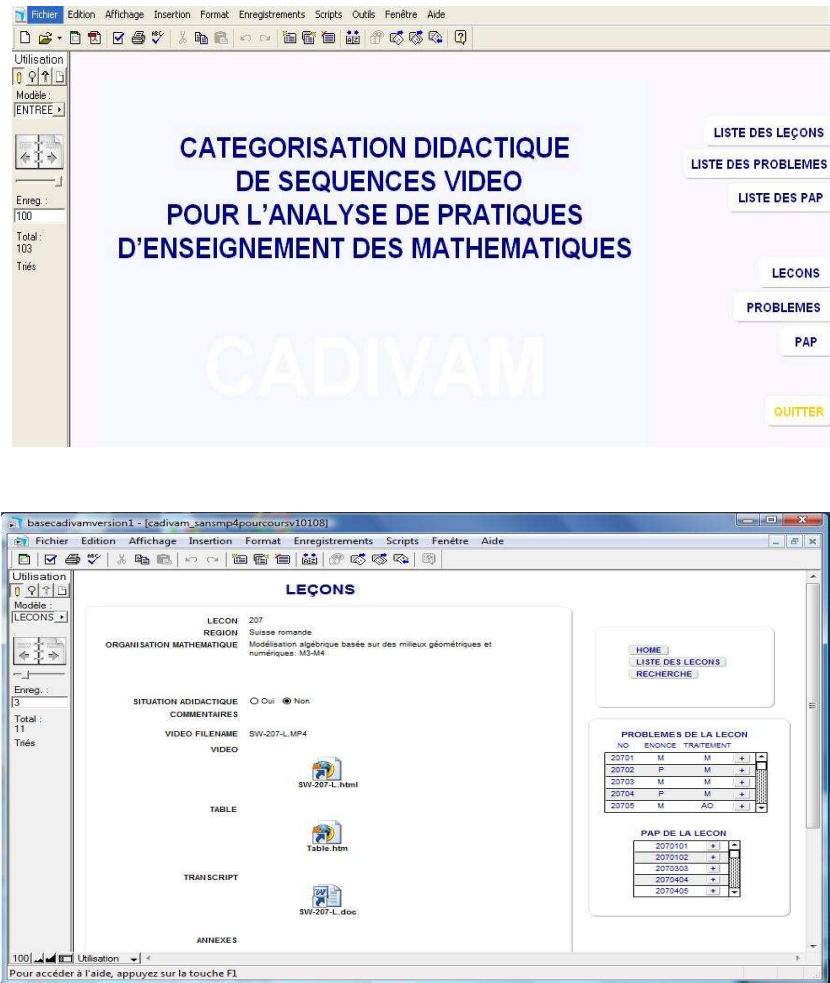 Fichier Edition Affichage Insertion Format Enregistrements Scripts Outils Fenêtre Aide
Utilisation
Modèle :
ENTREE
Enreg. :
100
Total :
103
Triés
CATEGORISATION DIDACTIQUE
DE SEQUENCES VIDEO
POUR L'ANALYSE DE PRATIQUES
D'ENSEIGNEMENT DES MATHEMATIQUES
CADIVAM
LISTE DES LEÇONS
LISTE DES PROBLEMES
LISTE DES PAP
LECONS
PROBLEMES
PAP
QUITTER
basecadivamversion1 - [cadivam_sansmp4pourcoursv10108]
Fichier Edition Affichage Insertion Format Enregistrements Scripts Fenêtre Aide
Utilisation
Modèle :
LECONS
Enreg. :
3
Total :
11
Triés
LEÇONS
LECON 207
REGION Suisse romande
ORGANISATION MATHEMATIQUE Modélisation algébrique basée sur des milieux géométriques et
numériques: M3-M4
SITUATION ADIDACTIQUE Oui Non
COMMENTAIRES
VIDEO FILENAME SW-207-L.MP4
VIDEO
SW-207-L.html
TABLE
Table.htm
TRANSCRIPT
SW-207-L.doc
ANNEXES
HOME
LISTE DES LECONS
RECHERCHE
PROBLEMES DE LA LECON
NO ENONCE TRAITEMENT
20701 M M +
20702 P M +
20703 M M +
20704 P M +
20705 M AO +
PAP DE LA LECON
2070101 +
2070102 +
2070303 +
2070404 +
2070405 +
100 Utilisation
Pour accéder à l'aide, appuyez sur la touche F1